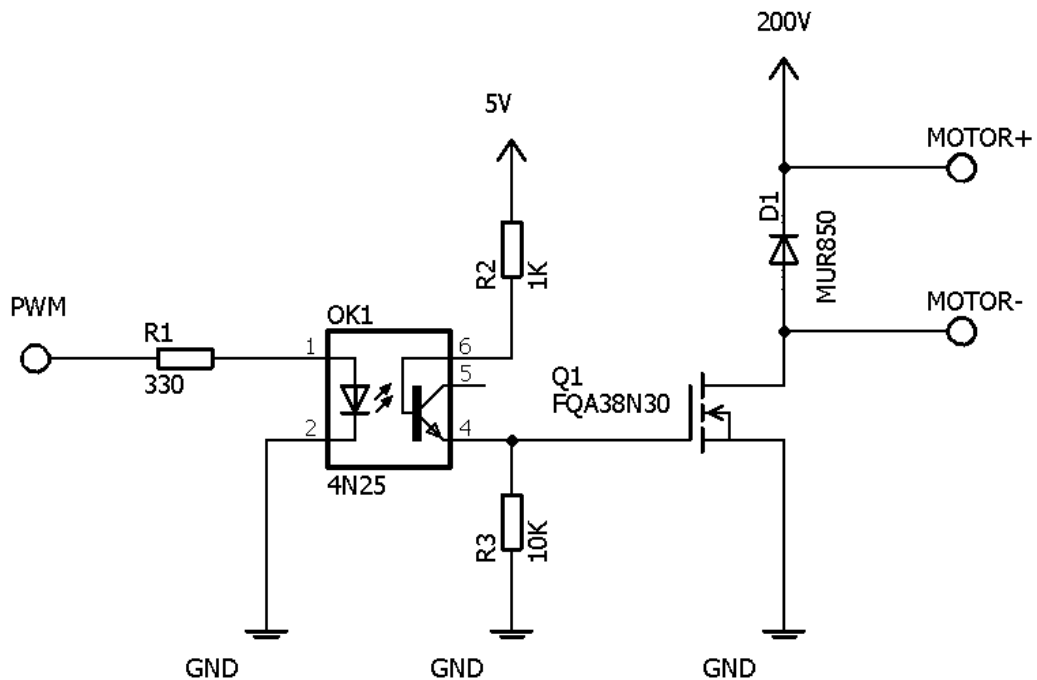 200V
5V
MOTOR+
D1
MUR850
R2
1K
PWM
MOTOR-
OK1
R1
1
6
330
5
Q1
FQA38N30
2
4
4N25
R3
10K
GND
GND
GND